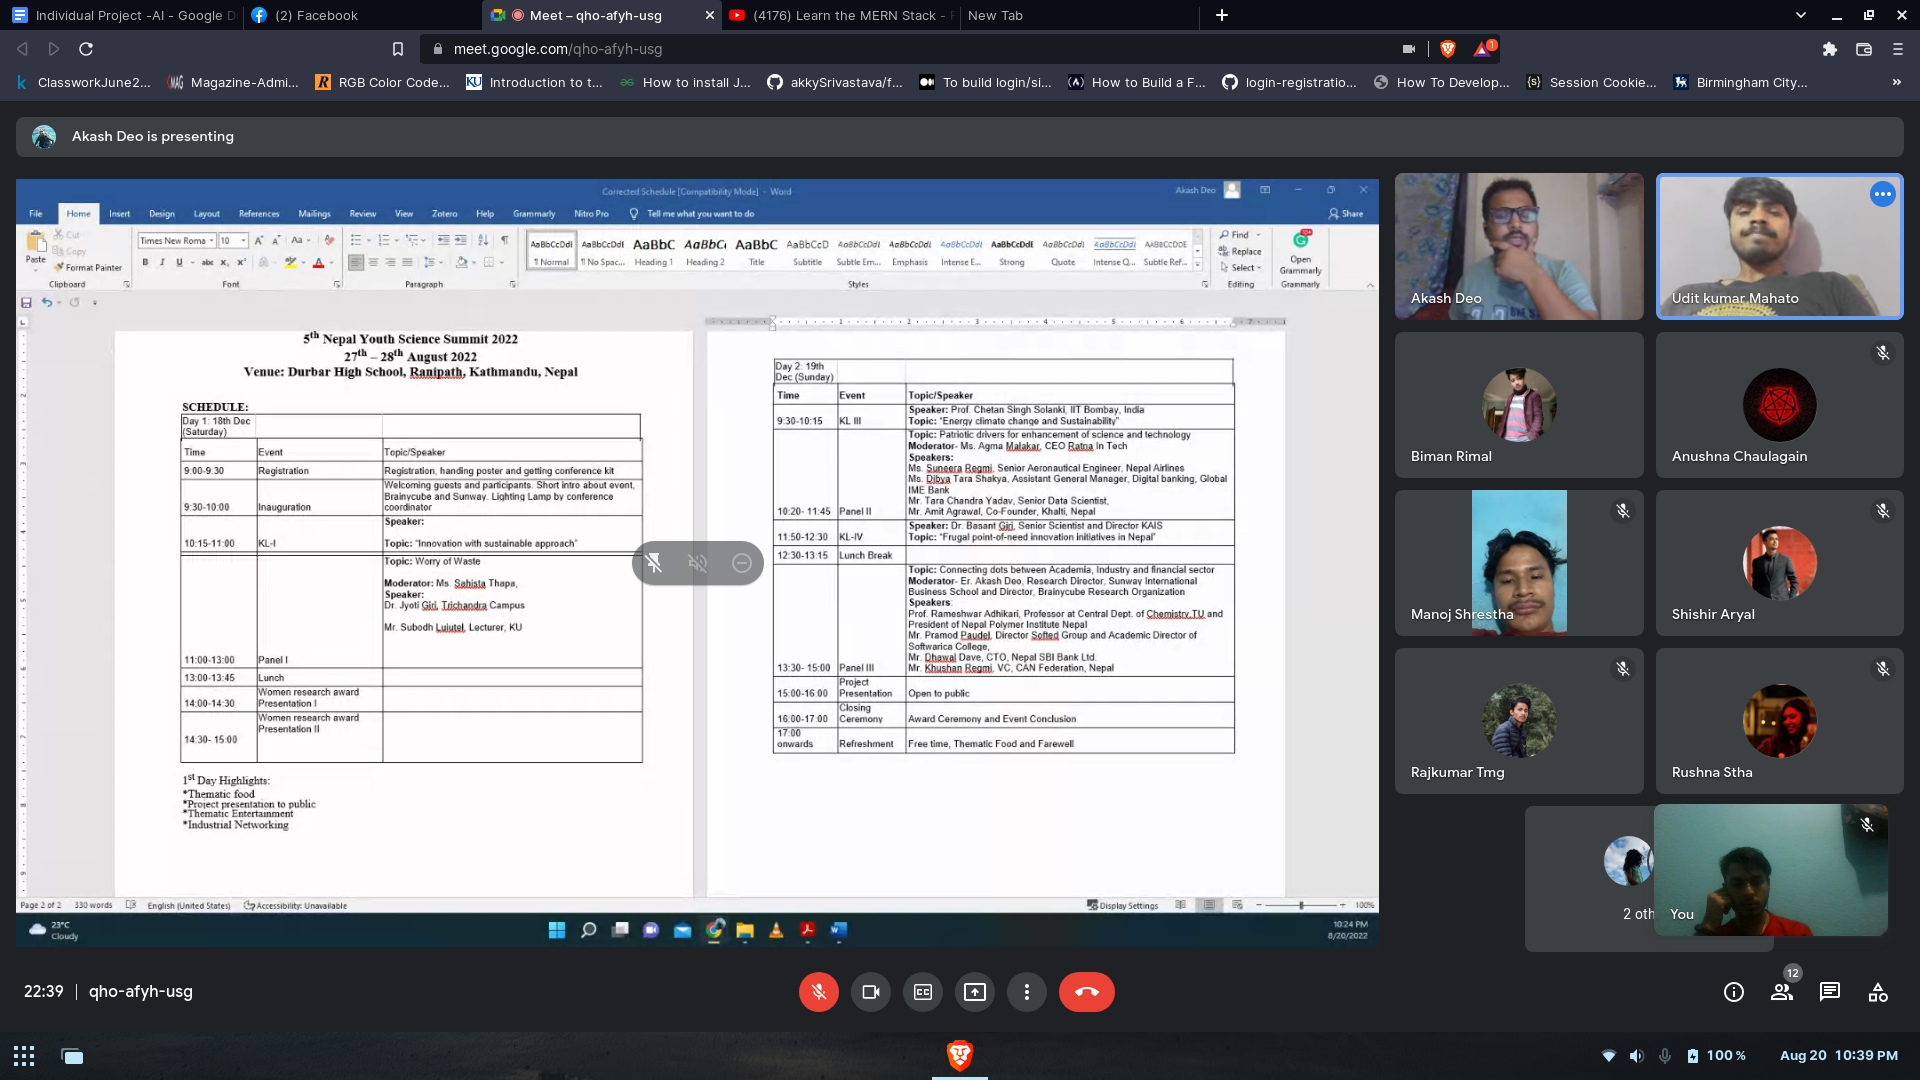 Individual Project -AI - Google D
(2) Facebook
Meet – qho-afyh-usg
(4176) Learn the MERN Stack - F
New Tab
meet.google.com/qho-afyh-usg
1
ClassworkJune2...
Magazine-Admi...
RGB Color Code...
Introduction to t...
How to install J...
akkySrivastava/f...
To build login/si...
How to Build a F...
login-registratio...
How To Develop...
Session Cookie...
Birmingham City...
Akash Deo is presenting
Corrected Schedule [Compatibility Mode] - Word
Akash Deo
File Home Insert Design Layout References Mailings Review View Zotero Help Grammarly Nitro Pro Tell me what you want to do Share
Paste Cut Copy Format Painter Clipboard
Times New Roma 10 Font
Paragraph
AaBbCcDdI ¶ Normal
AaBbCcDdE ¶ No Spac...
AaBbC Heading 1
AaBbCc Heading 2
AaBbC Title
AaBbCcD Subtitle
AaBbCcDdI Subtle Em...
AaBbCcDdI Emphasis
AaBbCcDdI Intense E...
AaBbCcDdI Strong
AaBbCcDdI Quote
AaBbCcDdI Intense Q...
AABBCCDE Subtle Ref...
Styles
Find Replace Select Editing
Open Grammarly Grammarly
5th Nepal Youth Science Summit 2022
27th – 28th August 2022
Venue: Durbar High School, Ranipath, Kathmandu, Nepal
SCHEDULE:
Day 1: 18th Dec (Saturday)
Time Event Topic/Speaker
9:00-9:30 Registration Registration, handing poster and getting conference kit
Welcoming guests and participants. Short intro about event,
Brainycube and Sunway. Lighting Lamp by conference
9:30-10:00 Inauguration coordinator
Speaker:
10:15-11:00 KL-I Topic: "Innovation with sustainable approach"
Topic: Worry of Waste
Moderator: Ms. Sahista Thapa,
Speaker:
Dr. Jyoti Giri, Trichandra Campus
Mr. Subodh Luiutel, Lecturer, KU
11:00-13:00 Panel I
13:00-13:45 Lunch
14:00-14:30 Women research award Presentation I
14:30- 15:00 Women research award Presentation II
1st Day Highlights:
*Thematic food
*Project presentation to public
*Thematic Entertainment
*Industrial Networking
Day 2: 19th
Dec (Sunday)
Time Event Topic/Speaker
Speaker: Prof. Chetan Singh Solanki, IIT Bombay, India
9:30-10:15 KL III Topic: "Energy climate change and Sustainability"
Topic: Patriotic drivers for enhancement of science and technology
Moderator- Ms. Agma Malakar, CEO Ratna In Tech
Speakers:
Ms. Suneera Regmi, Senior Aeronautical Engineer, Nepal Airlines
Ms. Dibya Tara Shakya, Assistant General Manager, Digital banking, Global
IME Bank
Mr. Tara Chandra Yadav, Senior Data Scientist,
10:20- 11:45 Panel II Mr. Amit Agrawal, Co-Founder, Khalti, Nepal
Speaker: Dr. Basant Giri, Senior Scientist and Director KAIS
11:50-12:30 KL-IV Topic: "Frugal point-of-need innovation initiatives in Nepal"
12:30-13:15 Lunch Break
Topic: Connecting dots between Academia, Industry and financial sector
Moderator- Er. Akash Deo, Research Director, Sunway International
Business School and Director, Brainycube Research Organization
Speakers:
Prof. Rameshwar Adhikari, Professor at Central Dept. of Chemistry,TU and
President of Nepal Polymer Institute Nepal
Mr. Pramod Paudel, Director Softed Group and Academic Director of
Softwarica College,
Mr. Dhawal Dave, CTO, Nepal SBI Bank Ltd.
13:30- 15:00 Panel III Mr. Khushan Regmi, VC, CAN Federation, Nepal
15:00-16:00 Project Presentation Open to public
16:00-17:00 Closing Ceremony Award Ceremony and Event Conclusion
17:00 onwards Refreshment Free time, Thematic Food and Farewell
Page 2 of 2 330 words English (United States) Accessibility: Unavailable Display Settings 100%
23°C
Cloudy
10:24 PM
8/20/2022
Akash Deo
Udit kumar Mahato
Biman Rimal
Anushna Chaulagain
Manoj Shrestha
Shishir Aryal
Rajkumar Tmg
Rushna Stha
2 oth
You
22:39 | qho-afyh-usg
12
100 %
Aug 20 10:39 PM